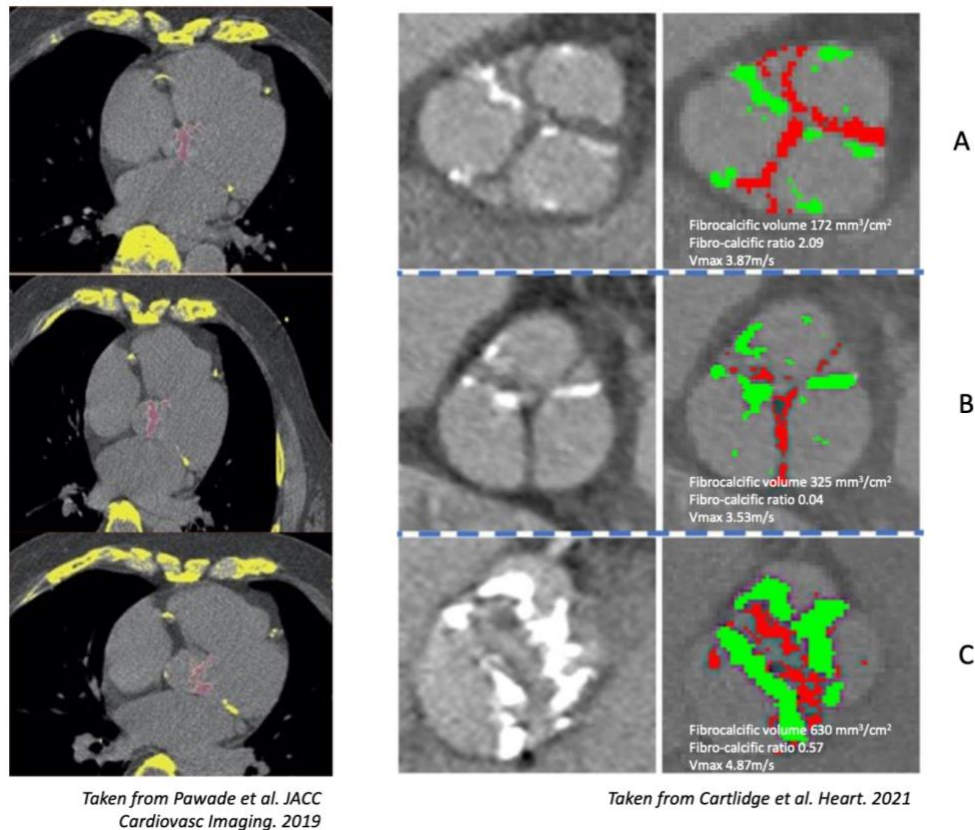 A
Fibrocalcific volume 172 mm³/cm²
Fibro-calcific ratio 2.09
Vmax 3.87m/s
B
Fibrocalcific volume 325 mm³/cm²
Fibro-calcific ratio 0.04
Vmax 3.53m/s
C
Fibrocalcific volume 630 mm³/cm²
Fibro-calcific ratio 0.57
Vmax 4.87m/s
Taken from Pawade et al. JACC
Cardiovasc Imaging. 2019
Taken from Cartlidge et al. Heart. 2021